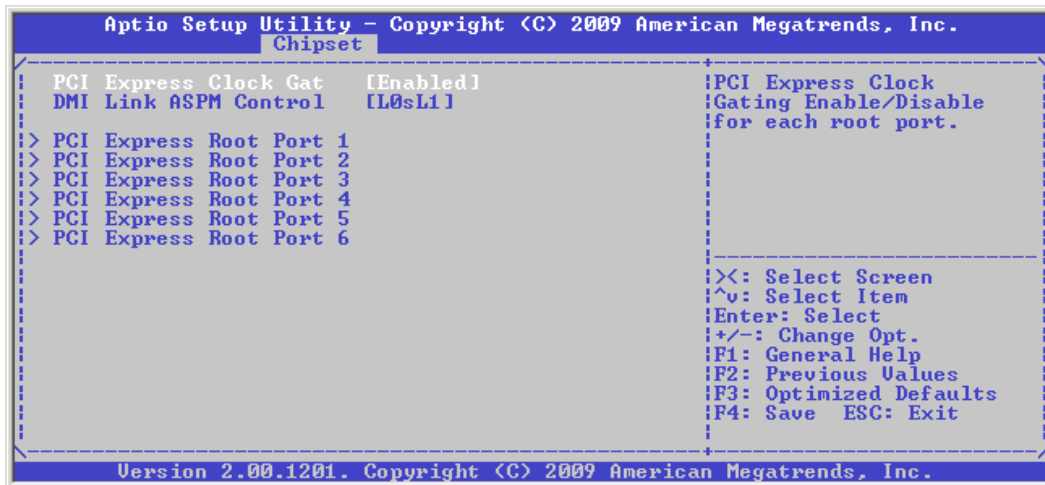 Aptio Setup Utility - Copyright (C) 2009 American Megatrends, Inc.
Chipset
PCI Express Clock Gat [Enabled]
DMI Link ASPM Control [L0sL1]
> PCI Express Root Port 1
> PCI Express Root Port 2
> PCI Express Root Port 3
> PCI Express Root Port 4
> PCI Express Root Port 5
> PCI Express Root Port 6
PCI Express Clock
Gating Enable/Disable
for each root port.
><: Select Screen
^v: Select Item
Enter: Select
+/-: Change Opt.
F1: General Help
F2: Previous Values
F3: Optimized Defaults
F4: Save ESC: Exit
Version 2.00.1201. Copyright (C) 2009 American Megatrends, Inc.